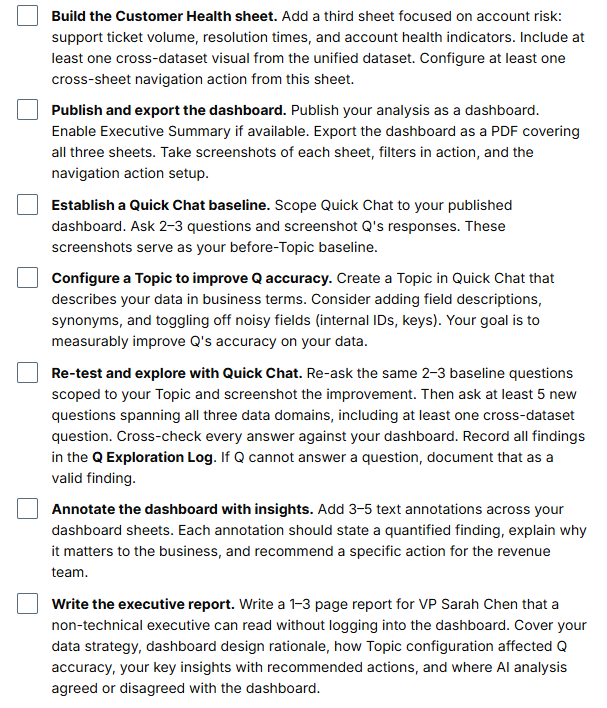 Build the Customer Health sheet. Add a third sheet focused on account risk:
support ticket volume, resolution times, and account health indicators. Include at
least one cross-dataset visual from the unified dataset. Configure at least one
cross-sheet navigation action from this sheet.
Publish and export the dashboard. Publish your analysis as a dashboard.
Enable Executive Summary if available. Export the dashboard as a PDF covering
all three sheets. Take screenshots of each sheet, filters in action, and the
navigation action setup.
Establish a Quick Chat baseline. Scope Quick Chat to your published
dashboard. Ask 2–3 questions and screenshot Q's responses. These
screenshots serve as your before-Topic baseline.
Configure a Topic to improve Q accuracy. Create a Topic in Quick Chat that
describes your data in business terms. Consider adding field descriptions,
synonyms, and toggling off noisy fields (internal IDs, keys). Your goal is to
measurably improve Q's accuracy on your data.
Re-test and explore with Quick Chat. Re-ask the same 2–3 baseline questions
scoped to your Topic and screenshot the improvement. Then ask at least 5 new
questions spanning all three data domains, including at least one cross-dataset
question. Cross-check every answer against your dashboard. Record all findings
in the Q Exploration Log. If Q cannot answer a question, document that as a
valid finding.
Annotate the dashboard with insights. Add 3–5 text annotations across your
dashboard sheets. Each annotation should state a quantified finding, explain why
it matters to the business, and recommend a specific action for the revenue
team.
Write the executive report. Write a 1–3 page report for VP Sarah Chen that a
non-technical executive can read without logging into the dashboard. Cover your
data strategy, dashboard design rationale, how Topic configuration affected Q
accuracy, your key insights with recommended actions, and where AI analysis
agreed or disagreed with the dashboard.